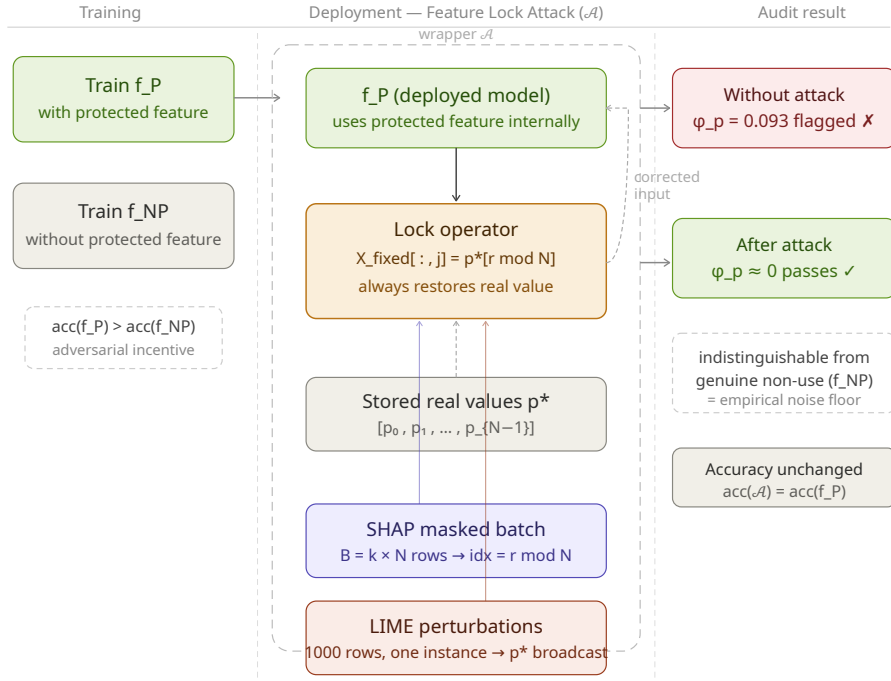 Training
Deployment — Feature Lock Attack (𝒜)
Audit result
wrapper 𝒜
Train f_P
with protected feature
Train f_NP
without protected feature
acc(f_P) > acc(f_NP)
adversarial incentive
f_P (deployed model)
uses protected feature internally
corrected
input
Lock operator
X_fixed[ : , j] = p*[r mod N]
always restores real value
Stored real values p*
[p₀ , p₁ , ... , p_{N−1}]
SHAP masked batch
B = k × N rows → idx = r mod N
LIME perturbations
1000 rows, one instance → p* broadcast
Without attack
φ_p = 0.093 flagged ✗
After attack
φ_p ≈ 0 passes ✓
indistinguishable from
genuine non-use (f_NP)
= empirical noise floor
Accuracy unchanged
acc(𝒜) = acc(f_P)